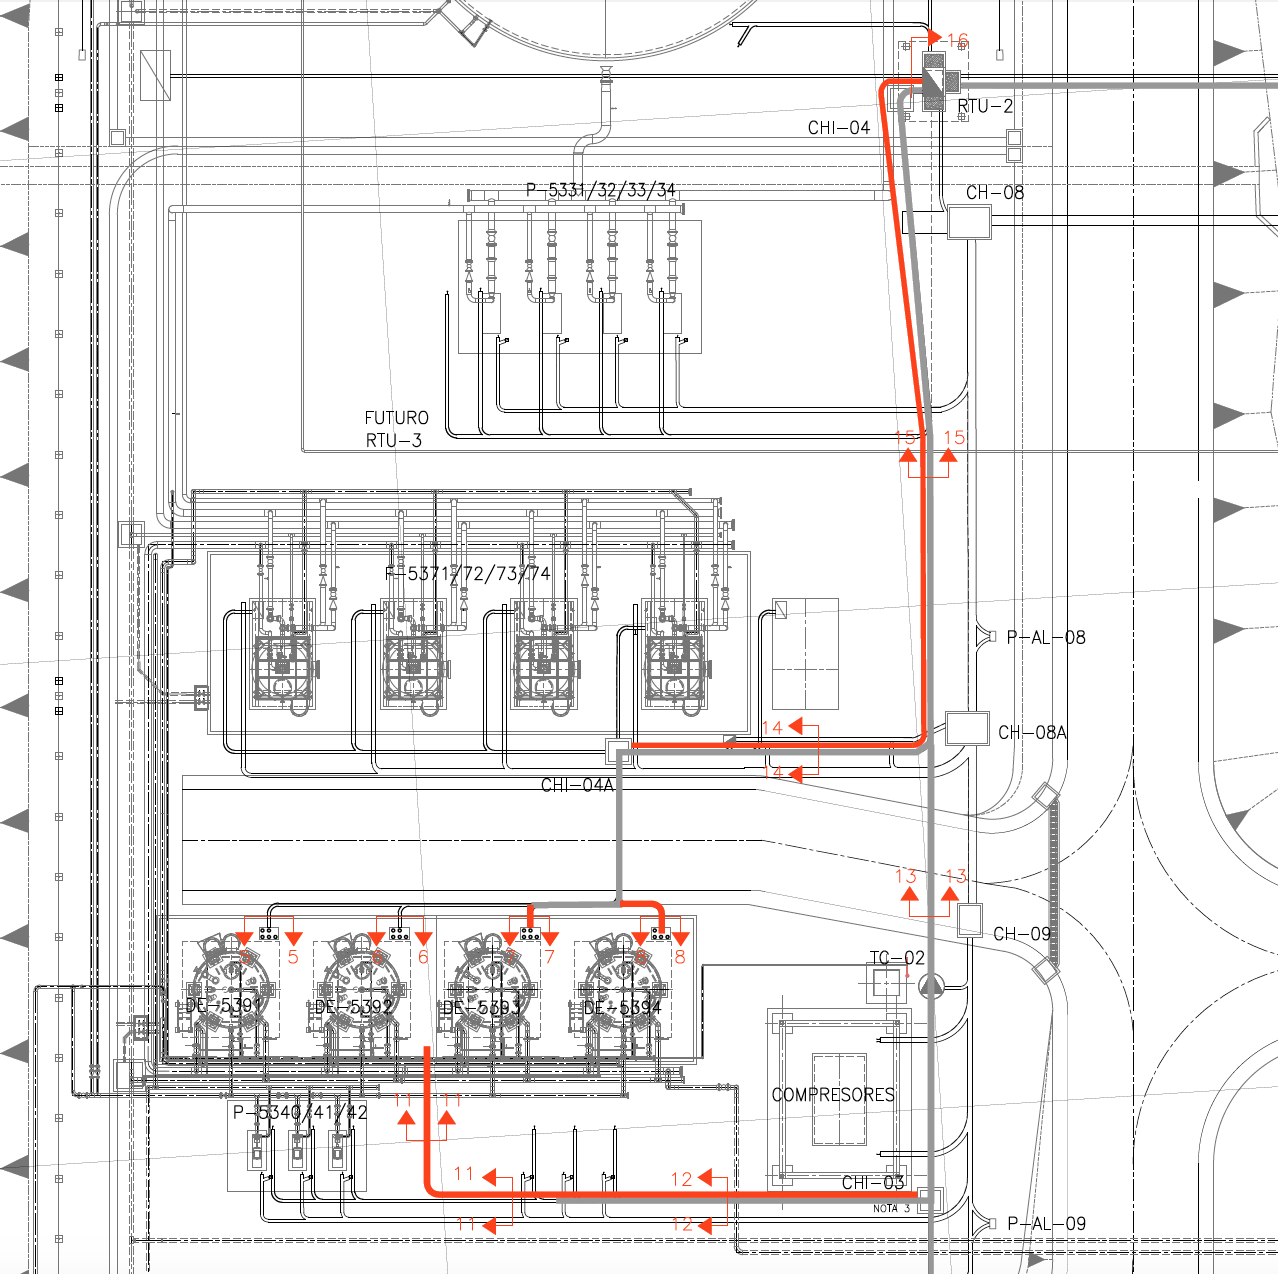 16
RTU-2
CHI-04
P-5331/32/33/34
CH-08
FUTURO
RTU-3
15 15
F-5371/72/73/74
P-AL-08
14
CH-08A
14
CHI-04A
13 13
CH-09
5 5 6 6 7 7 8 8
TC-02
DE-5391 DE-5392 DE-5393 DE-5394
COMPRESORES
11 11
P-5340/41/42
11 12
CHI-03
NOTA 3
11 12
P-AL-09